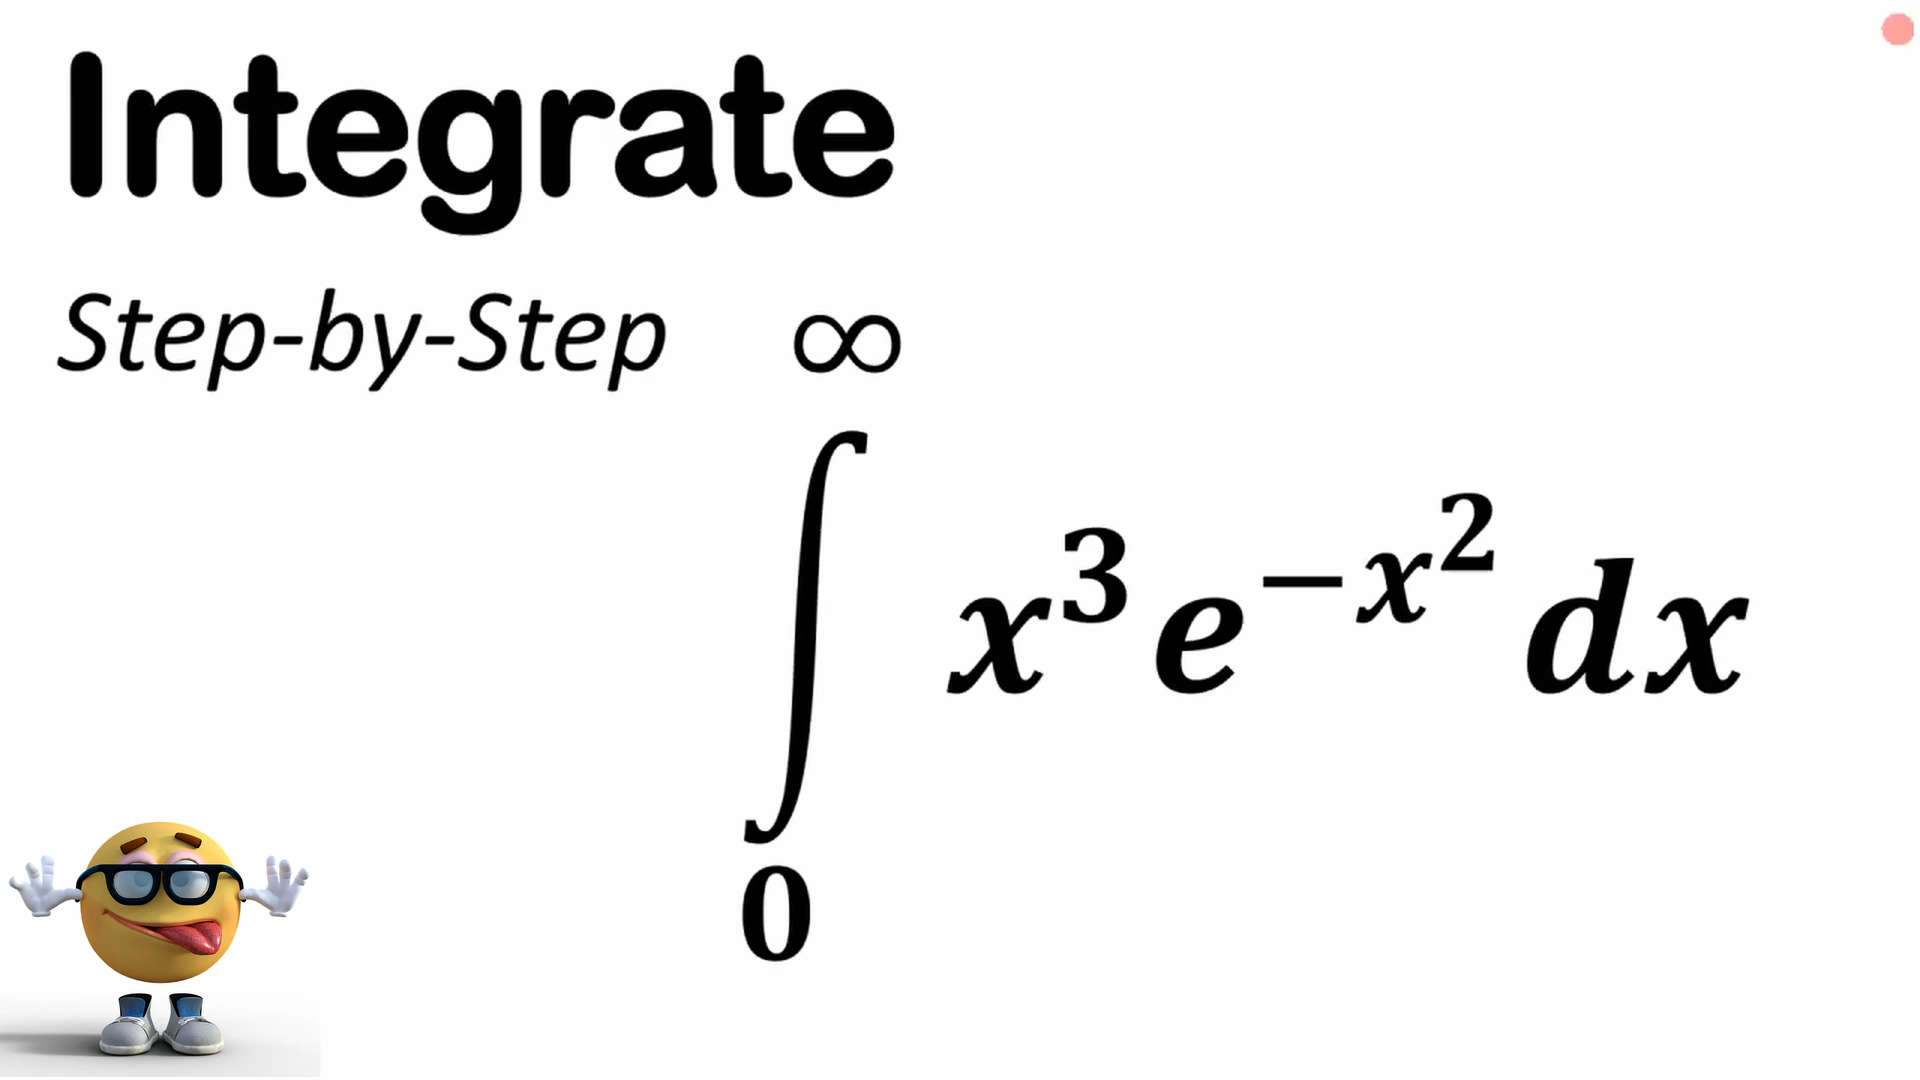 Integrate
Step-by-Step
∞
∫ x³e^{-x²} dx
0